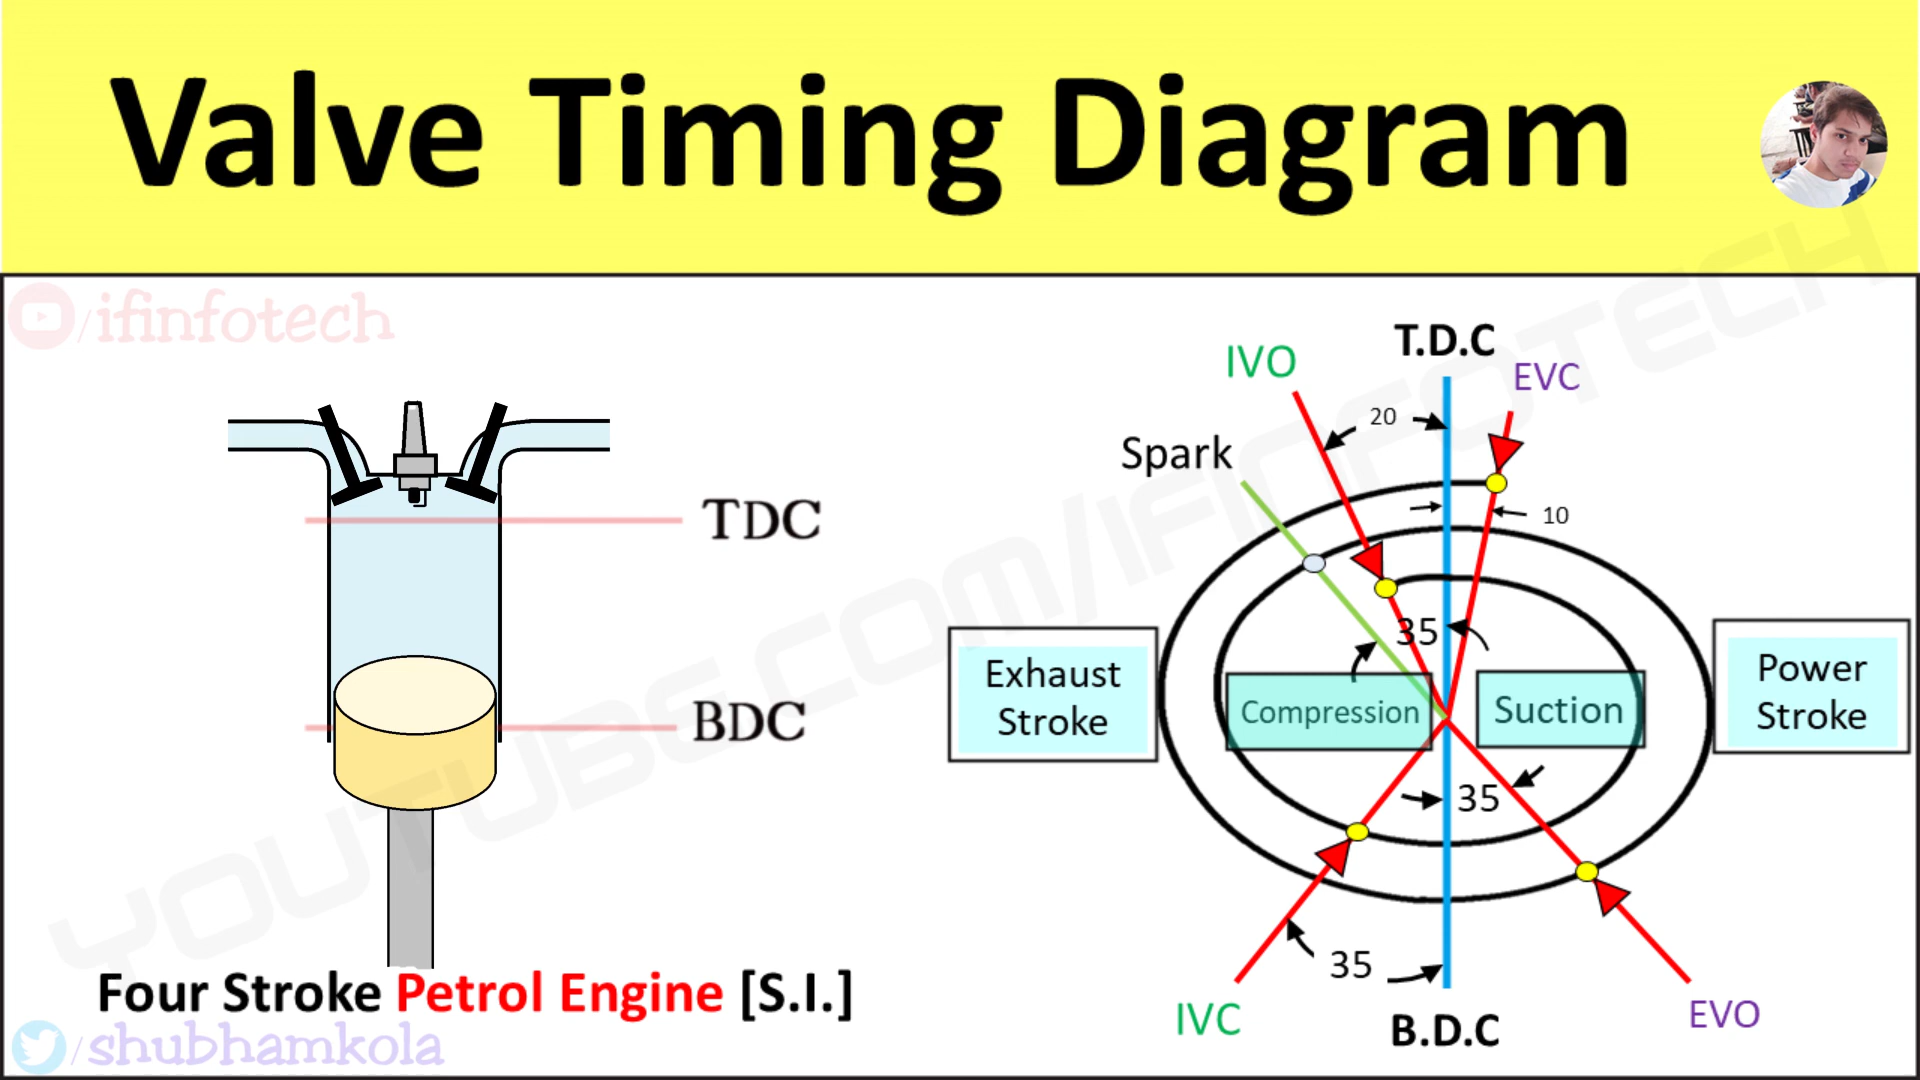 Valve Timing Diagram
/ifinfotech
YOUTUBE.COM/IFINFOTECH
T.D.C
IVO
EVC
20
Spark
TDC
10
35
Exhaust
Stroke
Power
Stroke
Compression
Suction
BDC
35
35
Four Stroke Petrol Engine [S.I.]
IVC
EVO
B.D.C
/shubhamkola